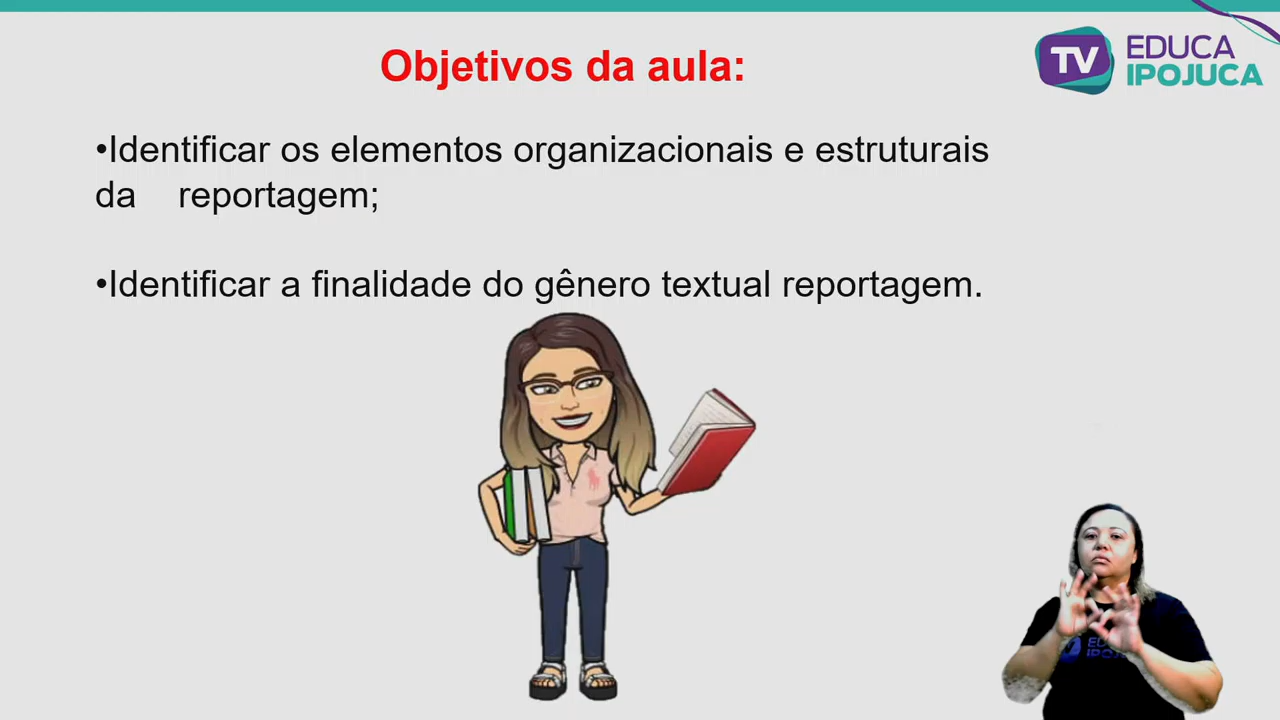 Objetivos da aula:
TV EDUCA
IPOJUCA
•Identificar os elementos organizacionais e estruturais
da reportagem;
•Identificar a finalidade do gênero textual reportagem.